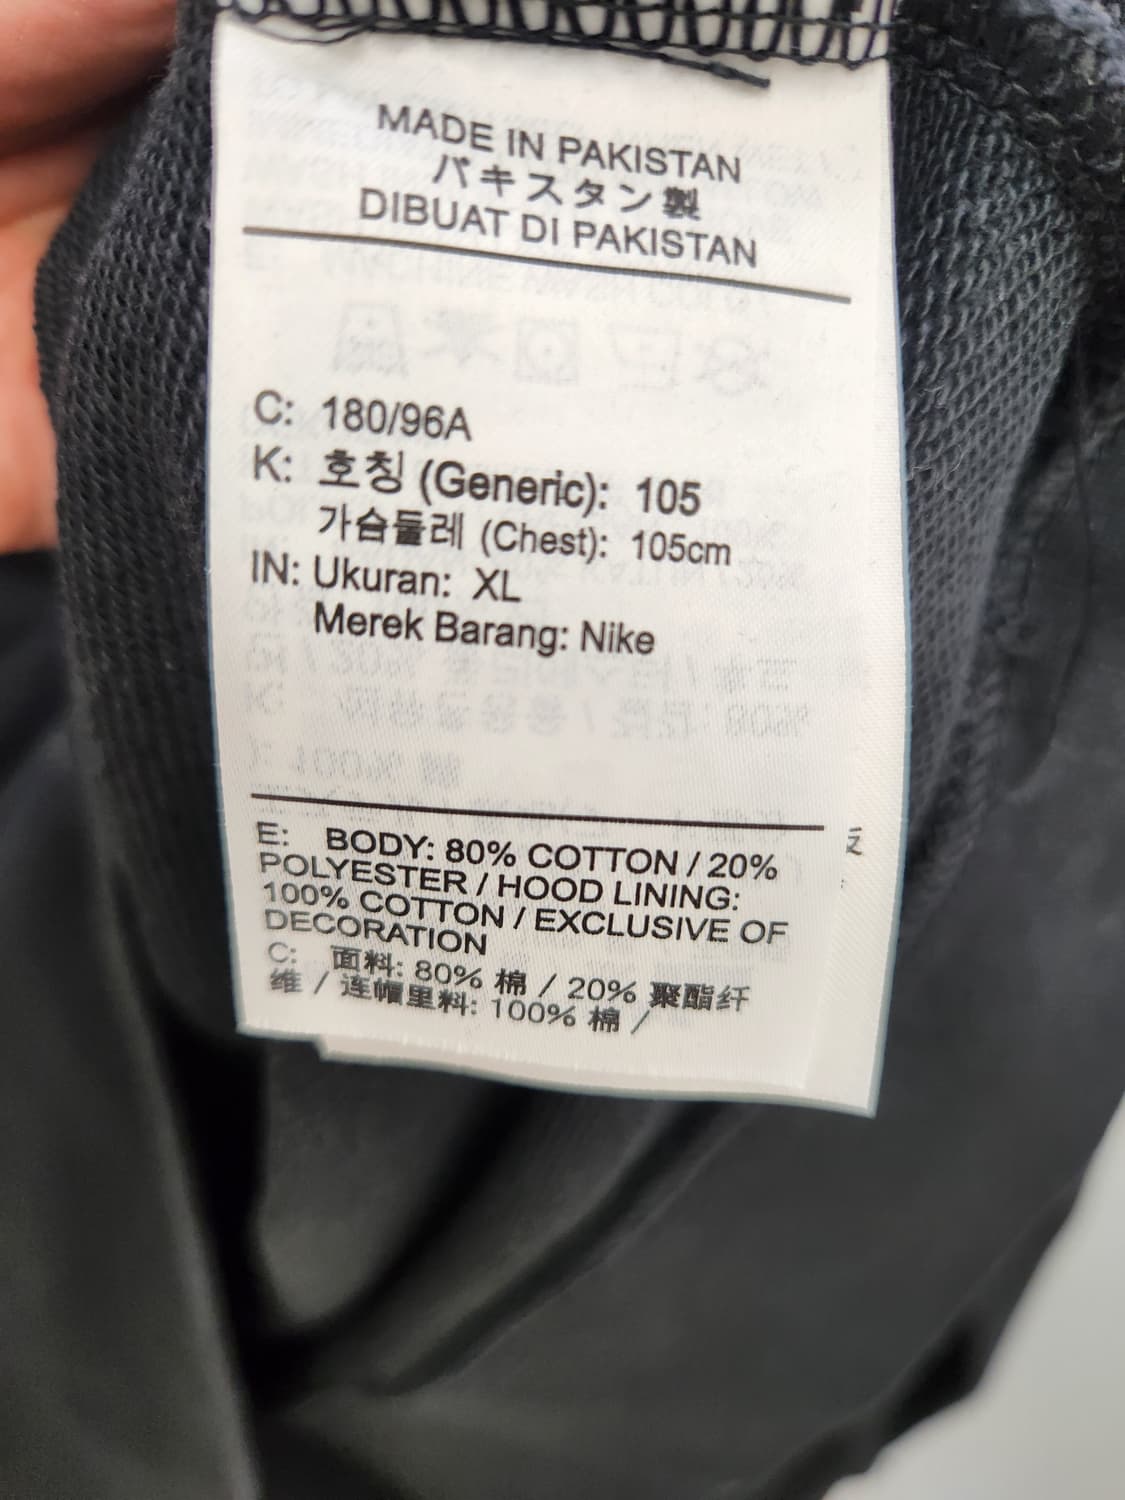 MADE IN PAKISTAN
パキスタン製
DIBUAT DI PAKISTAN
C: 180/96A
K: 호칭 (Generic): 105
가슴둘레 (Chest): 105cm
IN: Ukuran: XL
Merek Barang: Nike
E: BODY: 80% COTTON / 20%
POLYESTER / HOOD LINING:
100% COTTON / EXCLUSIVE OF
DECORATION
C: 面料: 80% 棉 / 20% 聚酯纤
维 / 连帽里料: 100% 棉 /